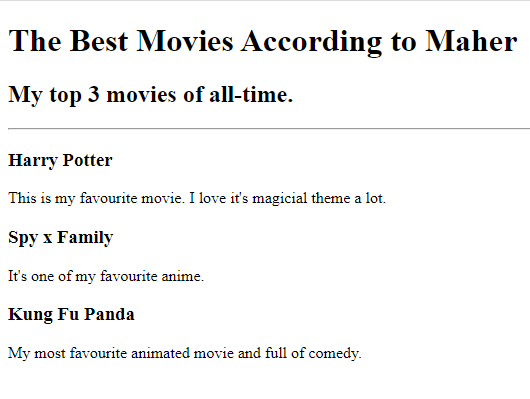 The Best Movies According to Maher
My top 3 movies of all-time.
Harry Potter
This is my favourite movie. I love it's magicial theme a lot.
Spy x Family
It's one of my favourite anime.
Kung Fu Panda
My most favourite animated movie and full of comedy.